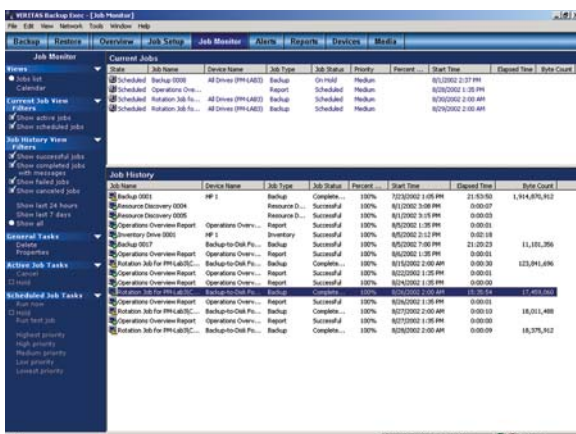 VERITAS Backup Exec - [Job Monitor]
File Edit View Network Tools Window Help
Backup Restore Overview Job Setup Job Monitor Alerts Reports Devices Media
Job Monitor
Views
Jobs list
Calendar
Current Job View Filters
Show active jobs
Show scheduled jobs
Job History View Filters
Show successful jobs
Show completed jobs with messages
Show failed jobs
Show canceled jobs
Show last 24 hours
Show last 7 days
Show all
General Tasks
Delete
Properties
Active Job Tasks
Cancel
Hold
Scheduled Job Tasks
Run now
Hold
Run test job
Highest priority
High priority
Medium priority
Low priority
Lowest priority
Current Jobs
State Job Name Device Name Job Type Job Status Priority Percent ... Start Time Elapsed Time Byte Count
Scheduled Backup 0008 All Drives (PM-LAB3) Backup On Hold Medium 8/1/2002 2:37 PM
Scheduled Operations Ove... Report Scheduled Medium 8/28/2002 1:35 PM
Scheduled Rotation Job fo... All Drives (PM-LAB3) Backup Scheduled Medium 8/30/2002 2:00 AM
Scheduled Rotation Job fo... All Drives (PM-LAB3) Backup Scheduled Medium 8/29/2002 2:00 AM
Job History
Job Name Device Name Job Type Job Status Percent ... Start Time Elapsed Time Byte Count
Backup 0001 HP 1 Backup Complete... 100% 7/23/2002 1:05 PM 21:53:50 1,914,870,912
Resource Discovery 0004 Resource D... Successful 100% 8/1/2002 3:08 PM 0:00:07
Resource Discovery 0005 Resource D... Successful 100% 8/1/2002 3:15 PM 0:00:03
Operations Overview Report Operations Overv... Report Successful 100% 8/5/2002 1:35 PM 0:00:01
Inventory Drive 0001 HP 1 Inventory Successful 100% 8/5/2002 2:12 PM 0:02:18
Backup 0017 Backup-to-Disk Fo... Backup Complete... 100% 8/5/2002 7:00 PM 21:20:23 11,101,356
Operations Overview Report Operations Overv... Report Successful 100% 1:35 PM 0:00:01
Rotation Job for PM-Lab3\C... Backup-to-Disk Fo... Backup Complete... 100% 8/15/2002 2:00 AM 0:00:30 123,841,696
Operations Overview Report Operations Overv... Report Successful 100% 8/22/2002 1:35 PM 0:00:01
Operations Overview Report Operations Overv... Report Successful 100% 8/24/2002 1:35 PM 0:00:00
Rotation Job for PM-Lab3\C... Backup-to-Disk Fo... Backup Complete... 100% 8/26/2002 2:00 AM 15:35:54 17,459,060
Operations Overview Report Operations Overv... Report Successful 100% 8/26/2002 1:35 PM 0:00:01
Rotation Job for PM-Lab3\C... Backup-to-Disk Fo... Backup Complete... 100% 8/27/2002 2:00 AM 0:00:10 18,011,488
Operations Overview Report Operations Overv... Report Successful 100% 8/27/2002 1:35 PM 0:00:00
Rotation Job for PM-Lab3\C... Backup-to-Disk Fo... Backup Complete... 100% 8/28/2002 2:00 AM 0:00:09 18,375,912